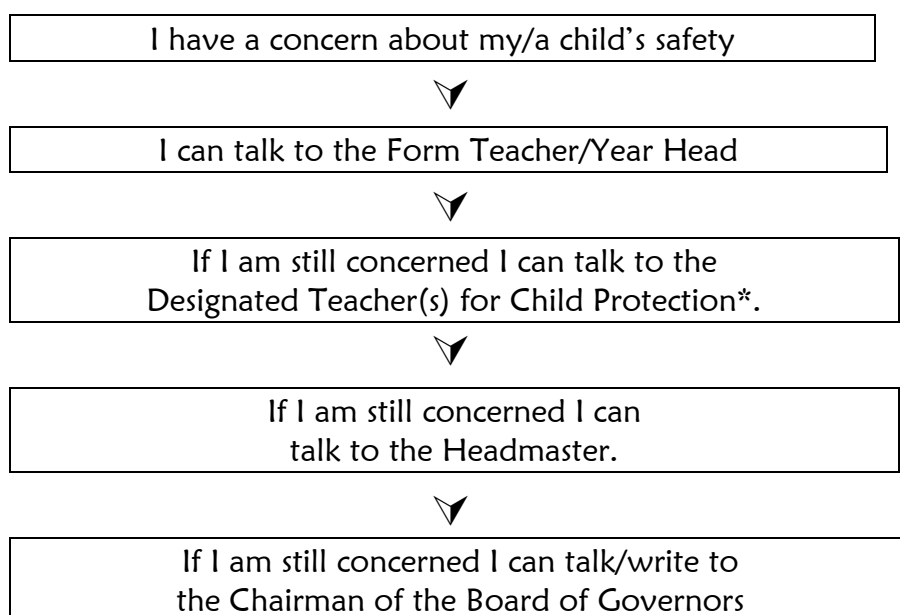 I have a concern about my/a child's safety
I can talk to the Form Teacher/Year Head
If I am still concerned I can talk to the
Designated Teacher(s) for Child Protection*.
If I am still concerned I can
talk to the Headmaster.
If I am still concerned I can talk/write to
the Chairman of the Board of Governors